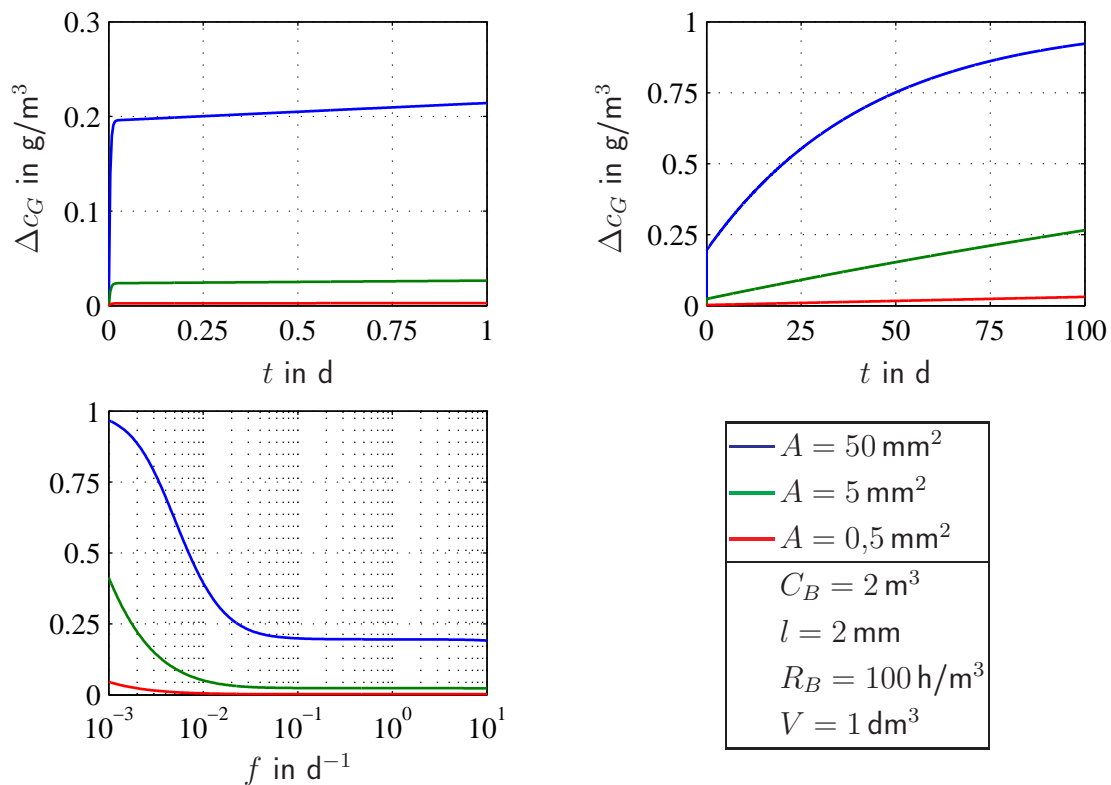 0.3
0.2
0.1
0
Δc_G in g/m³
0 0.25 0.5 0.75 1
t in d
1
0.75
0.5
0.25
0
Δc_G in g/m³
0 25 50 75 100
t in d
1
0.75
0.5
0.25
0
10⁻³ 10⁻² 10⁻¹ 10⁰ 10¹
f in d⁻¹
A = 50 mm²
A = 5 mm²
A = 0,5 mm²
C_B = 2 m³
l = 2 mm
R_B = 100 h/m³
V = 1 dm³